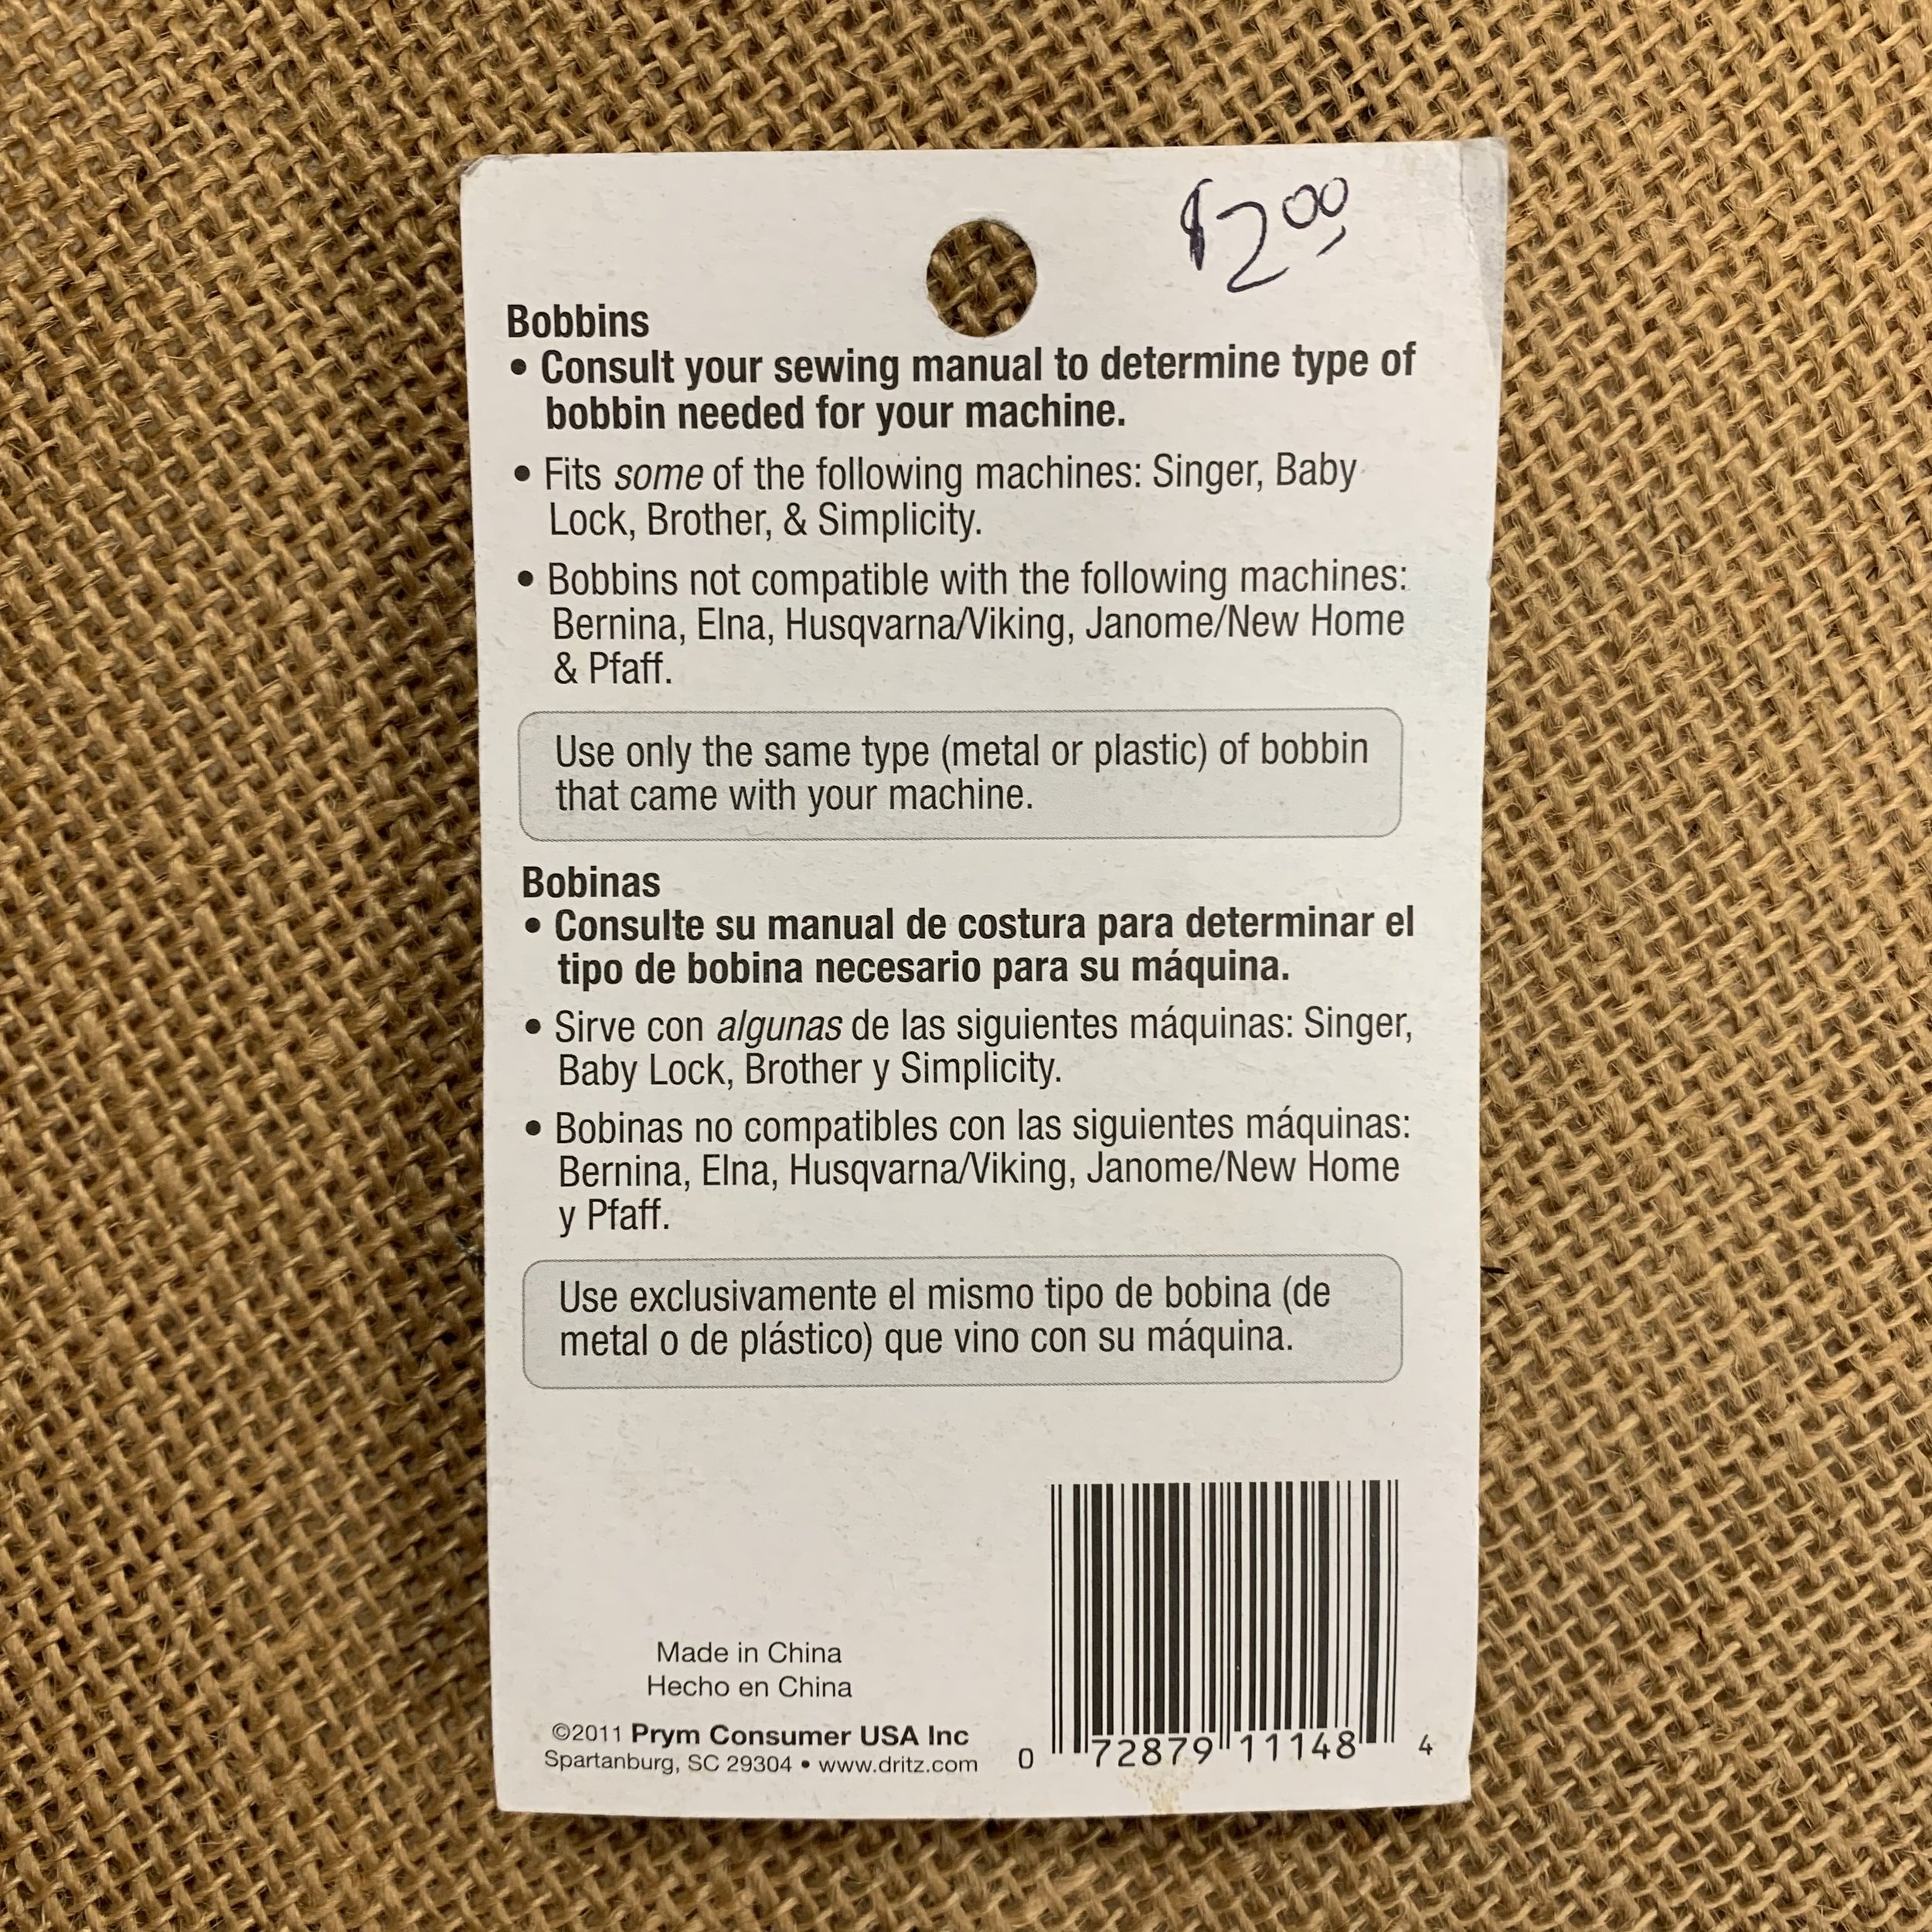 $2.00
Bobbins
• Consult your sewing manual to determine type of
bobbin needed for your machine.
• Fits some of the following machines: Singer, Baby
Lock, Brother, & Simplicity.
• Bobbins not compatible with the following machines:
Bernina, Elna, Husqvarna/Viking, Janome/New Home
& Pfaff.
Use only the same type (metal or plastic) of bobbin
that came with your machine.
Bobinas
• Consulte su manual de costura para determinar el
tipo de bobina necesario para su máquina.
• Sirve con algunas de las siguientes máquinas: Singer,
Baby Lock, Brother y Simplicity.
• Bobinas no compatibles con las siguientes máquinas:
Bernina, Elna, Husqvarna/Viking, Janome/New Home
y Pfaff.
Use exclusivamente el mismo tipo de bobina (de
metal o de plástico) que vino con su máquina.
Made in China
Hecho en China
©2011 Prym Consumer USA Inc
Spartanburg, SC 29304 • www.dritz.com
0 72879 11148 4